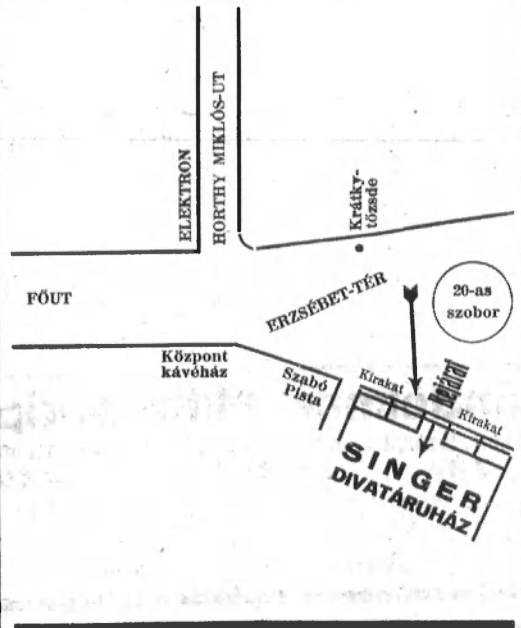 ELEKTRON
HORTHY MIKLÓS-UT
Krátky-
tőzsde
FŐUT
ERZSÉBET-TÉR
20-as
szobor
Központ
kávéház
Szabó
Pista
Kirakat
Bejárat
Kirakat
SINGER
DIVATÁRUHÁZ